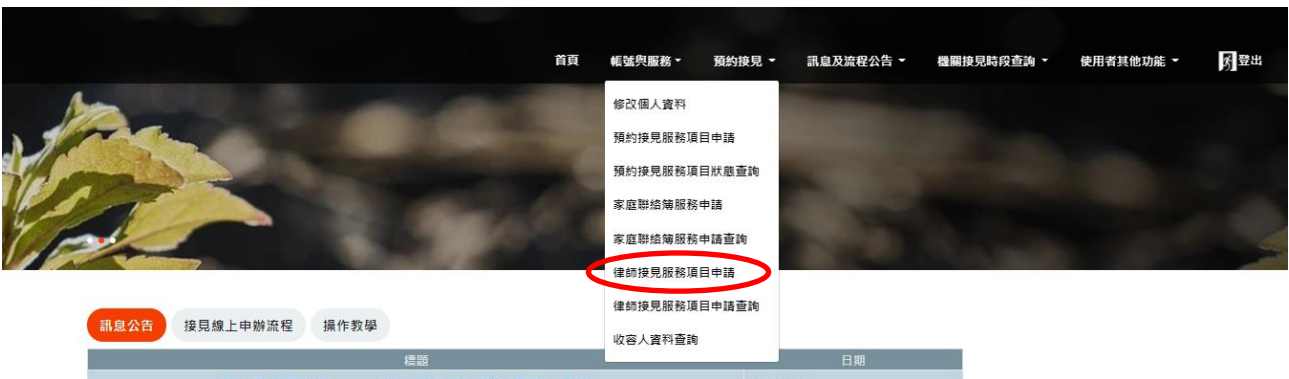 首頁 帳號與服務 預約接見 訊息及流程公告 機關接見時段查詢 使用者其他功能 登出
修改個人資料
預約接見服務項目申請
預約接見服務項目狀態查詢
家庭聯絡簿服務申請
家庭聯絡簿服務申請查詢
律師接見服務項目申請
律師接見服務項目申請查詢
收容人資料查詢
訊息公告 接見線上申辦流程 操作教學
標題 日期